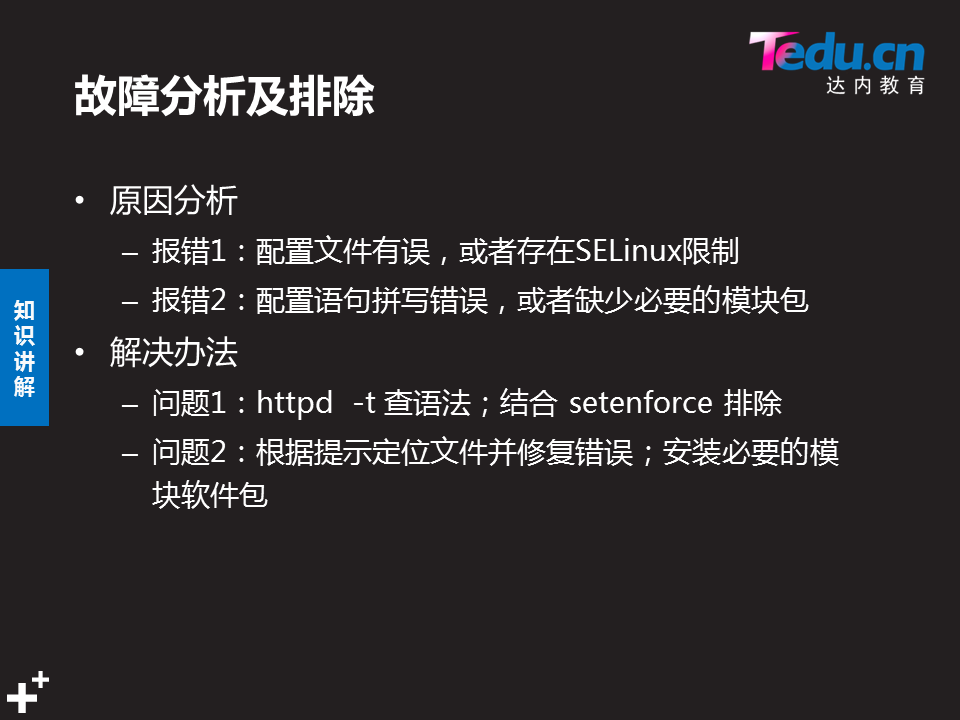 Tedu.cn
达内教育
故障分析及排除
• 原因分析
– 报错1：配置文件有误，或者存在SELinux限制
– 报错2：配置语句拼写错误，或者缺少必要的模块包
• 解决办法
– 问题1：httpd -t 查语法；结合 setenforce 排除
– 问题2：根据提示定位文件并修复错误；安装必要的模
块软件包
知
识
讲
解